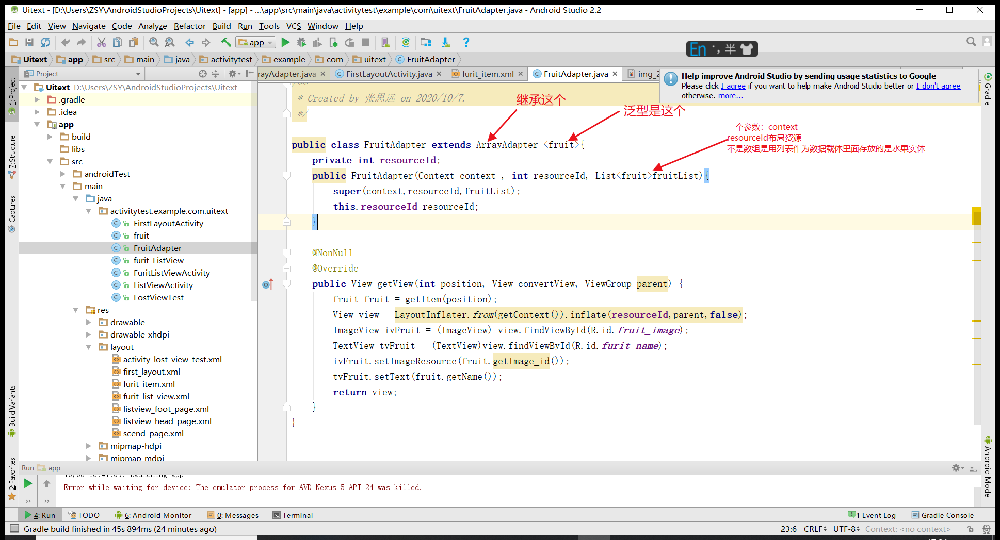 Uitext - [D:\Users\ZSY\AndroidStudioProjects\Uitext] - [app] - ...\app\src\main\java\activitytest\example\com\uitext\FruitAdapter.java - Android Studio 2.2
File Edit View Navigate Code Analyze Refactor Build Run Tools VCS Window Help
app
En ·, 半
Uitext app src main java activitytest example com uitext FruitAdapter
Project
rayAdapter.java FirstLayoutActivity.java furit_item.xml FruitAdapter.java img_2
Help improve Android Studio by sending usage statistics to Google
Please click I agree if you want to help make Android Studio better or I don't agree
otherwise. more...
1: Project
7: Structure
Captures
Build Variants
2: Favorites
Uitext D:\Users\ZSY\AndroidStudioProjects\Uitext
.gradle
.idea
app
build
libs
src
androidTest
main
java
activitytest.example.com.uitext
FirstLayoutActivity
fruit
FruitAdapter
furit_ListView
FuritListViewActivity
ListViewActivity
LostViewTest
res
drawable
drawable-xhdpi
layout
activity_lost_view_test.xml
first_layout.xml
furit_item.xml
furit_list_view.xml
listview_foot_page.xml
listview_head_page.xml
scend_page.xml
mipmap-hdpi
mipmap-mdpi
/**
* Created by 张思远 on 2020/10/7.
*/
继承这个
泛型是这个
三个参数：context
resourceId布局资源
不是数组是用列表作为数据载体里面存放的是水果实体
public class FruitAdapter extends ArrayAdapter <fruit>{
private int resourceId;
public FruitAdapter(Context context , int resourceId, List<fruit>fruitList){
super(context,resourceId,fruitList);
this.resourceId=resourceId;
}
@NonNull
@Override
public View getView(int position, View convertView, ViewGroup parent) {
fruit fruit = getItem(position);
View view = LayoutInflater.from(getContext()).inflate(resourceId,parent,false);
ImageView ivFruit = (ImageView) view.findViewById(R.id.fruit_image);
TextView tvFruit = (TextView)view.findViewById(R.id.furit_name);
ivFruit.setImageResource(fruit.getImage_id());
tvFruit.setText(fruit.getName());
return view;
}
}
Gradle
Android Model
Run app
10/08 16:41:09: Launching app
Error while waiting for device: The emulator process for AVD Nexus_5_API_24 was killed.
4: Run TODO 6: Android Monitor 0: Messages Terminal 1 Event Log Gradle Console
Gradle build finished in 45s 894ms (24 minutes ago) 23:6 CRLF UTF-8 Context: <no context>